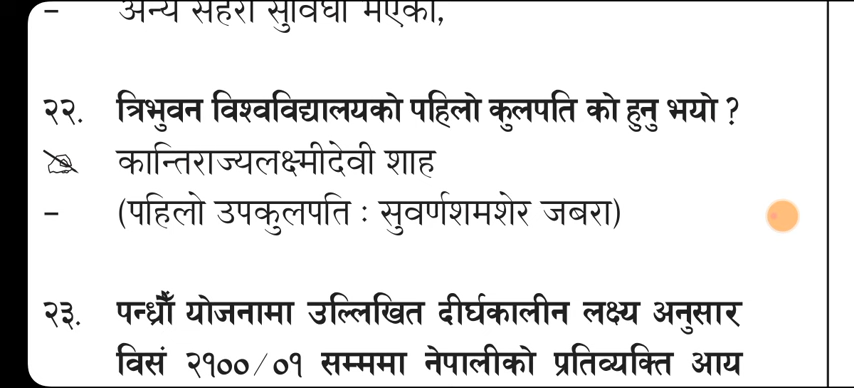 - अन्य सहरी सुविधा भएको,
२२. त्रिभुवन विश्वविद्यालयको पहिलो कुलपति को हुनु भयो ?
कान्तिराज्यलक्ष्मीदेवी शाह
- (पहिलो उपकुलपति : सुवर्णशमशेर जबरा)
२३. पन्ध्रौँ योजनामा उल्लिखित दीर्घकालीन लक्ष्य अनुसार
विसं २१००/०१ सम्ममा नेपालीको प्रतिव्यक्ति आय